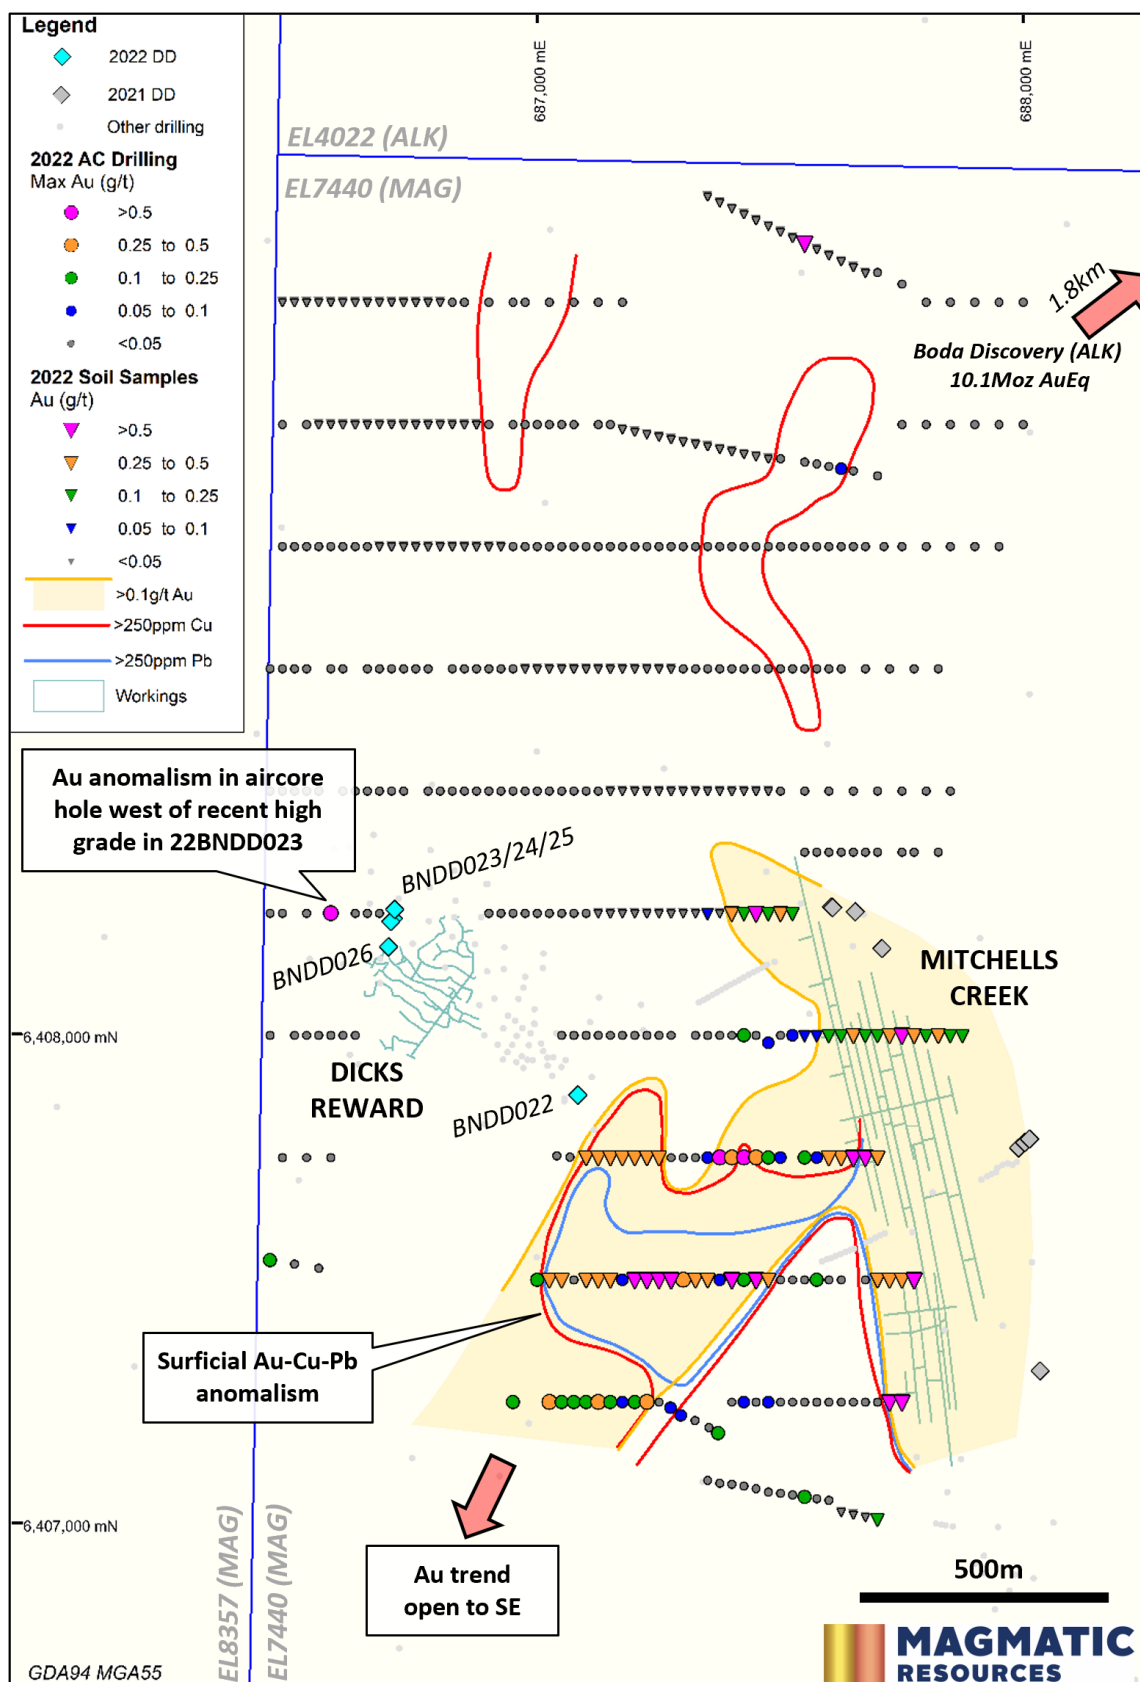 Legend
2022 DD
2021 DD
Other drilling
2022 AC Drilling
Max Au (g/t)
>0.5
0.25 to 0.5
0.1 to 0.25
0.05 to 0.1
<0.05
2022 Soil Samples
Au (g/t)
>0.5
0.25 to 0.5
0.1 to 0.25
0.05 to 0.1
<0.05
>0.1g/t Au
>250ppm Cu
>250ppm Pb
Workings
687,000 mE
688,000 mE
EL4022 (ALK)
EL7440 (MAG)
1.8km
Boda Discovery (ALK)
10.1Moz AuEq
Au anomalism in aircore
hole west of recent high
grade in 22BNDD023
BNDD023/24/25
BNDD026
MITCHELLS
CREEK
6,408,000 mN
DICKS
REWARD
BNDD022
Surficial Au-Cu-Pb
anomalism
6,407,000 mN
EL8357 (MAG)
EL7440 (MAG)
Au trend
open to SE
500m
MAGMATIC
RESOURCES
GDA94 MGA55